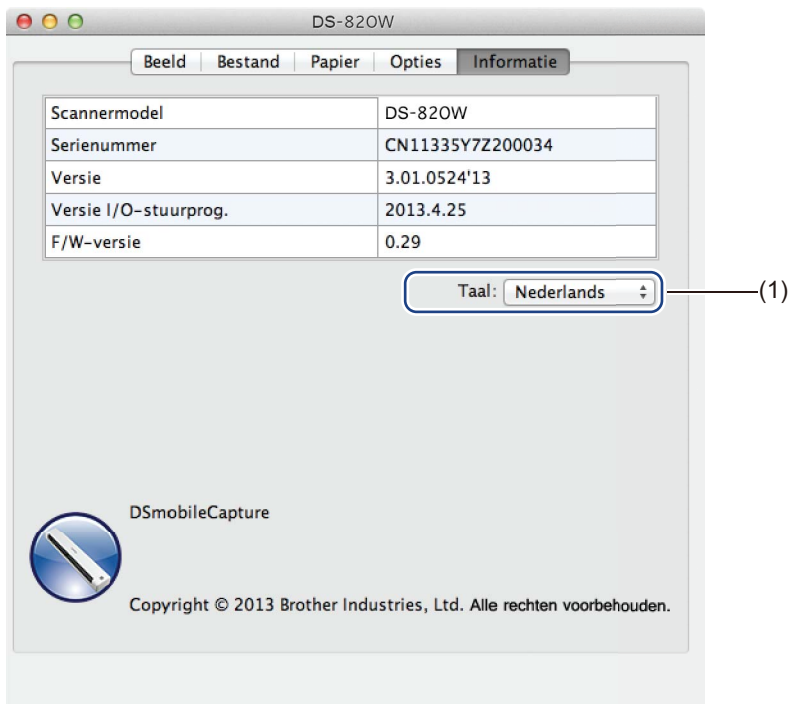 DS-820W
Beeld Bestand Papier Opties Informatie
Scannermodel DS-820W
Serienummer CN11335Y7Z200034
Versie 3.01.0524'13
Versie I/O-stuurprog. 2013.4.25
F/W-versie 0.29
Taal: Nederlands (1)
DSmobileCapture
Copyright © 2013 Brother Industries, Ltd. Alle rechten voorbehouden.